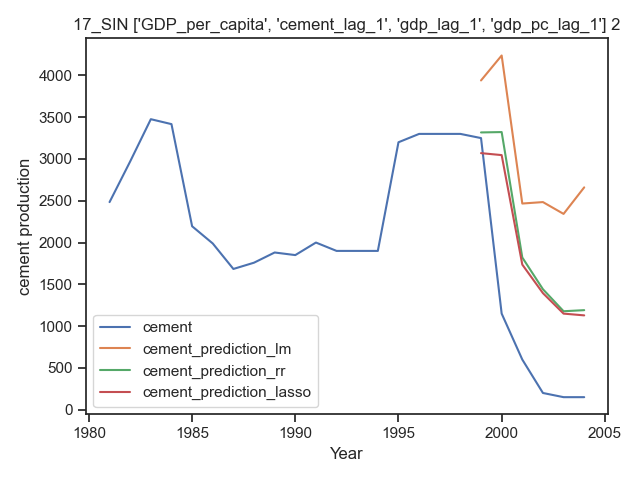 17_SIN ['GDP_per_capita', 'cement_lag_1', 'gdp_lag_1', 'gdp_pc_lag_1'] 2
4000
3500
3000
2500
2000
1500
1000
500
0
cement production
cement
cement_prediction_lm
cement_prediction_rr
cement_prediction_lasso
1980
1985
1990
1995
2000
2005
Year